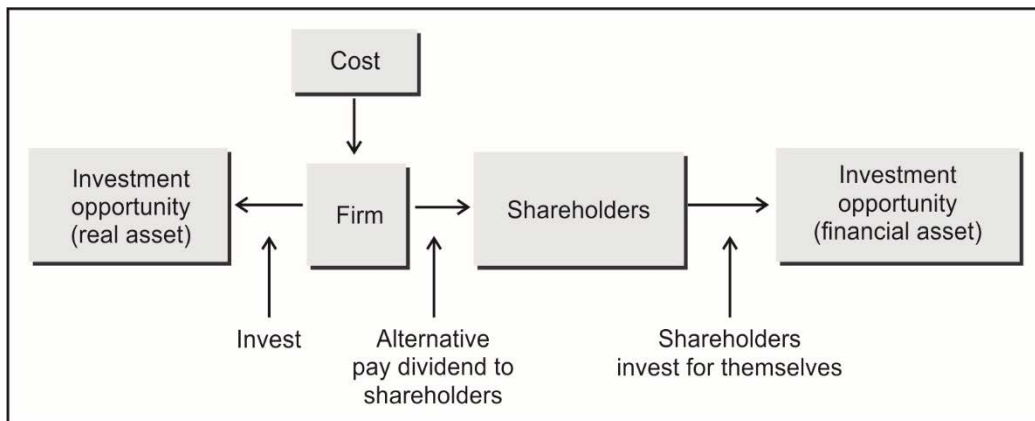 Cost
Investment
opportunity
(real asset)
Firm
Shareholders
Investment
opportunity
(financial asset)
Invest
Alternative
pay dividend to
shareholders
Shareholders
invest for themselves